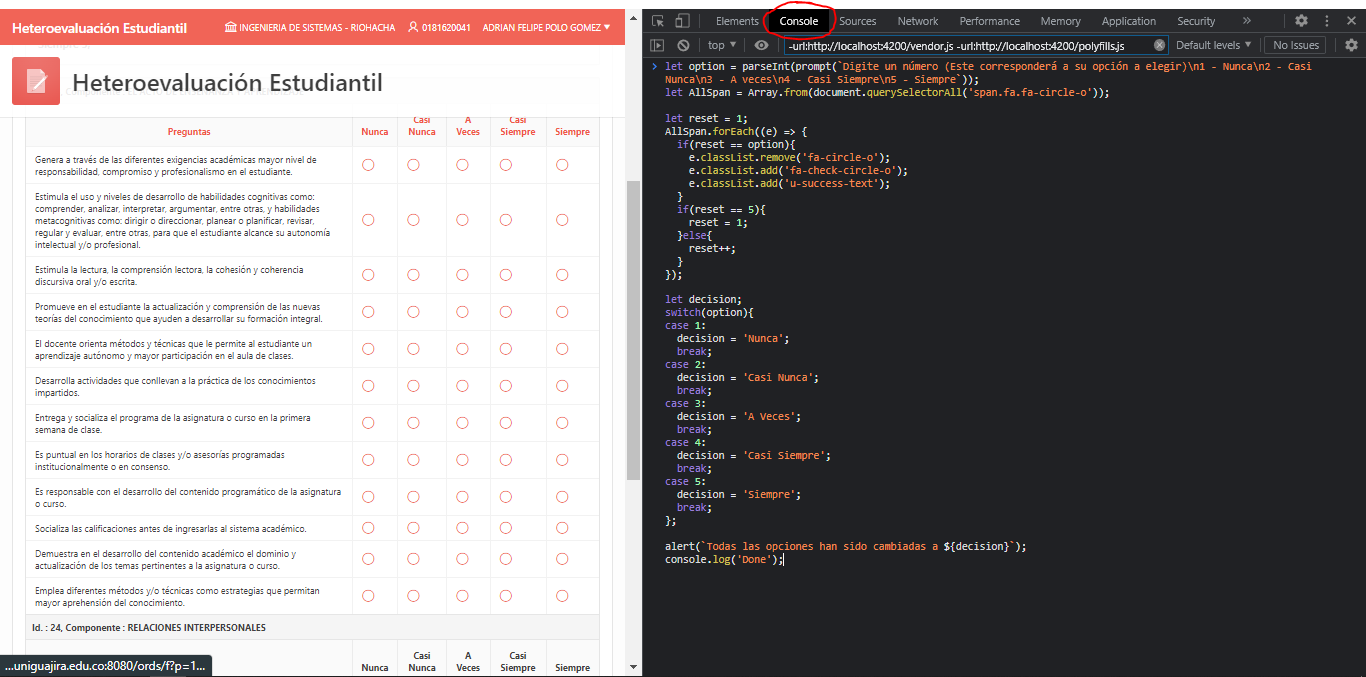 Heteroevaluación Estudiantil
INGENIERIA DE SISTEMAS - RIOHACHA
0181620041
ADRIAN FELIPE POLO GOMEZ
Heteroevaluación Estudiantil
Preguntas Nunca Casi Nunca A Veces Casi Siempre Siempre
Genera a través de las diferentes exigencias académicas mayor nivel de
responsabilidad, compromiso y profesionalismo en el estudiante.
Estimula el uso y niveles de desarrollo de habilidades cognitivas como:
comprender, analizar, interpretar, argumentar, entre otras, y habilidades
metacognitivas como: dirigir o direccionar, planear o planificar, revisar,
regular y evaluar, entre otras, para que el estudiante alcance su autonomía
intelectual y/o profesional.
Estimula la lectura, la comprensión lectora, la cohesión y coherencia
discursiva oral y/o escrita.
Promueve en el estudiante la actualización y comprensión de las nuevas
teorías del conocimiento que ayuden a desarrollar su formación integral.
El docente orienta métodos y técnicas que le permite al estudiante un
aprendizaje autónomo y mayor participación en el aula de clases.
Desarrolla actividades que conllevan a la práctica de los conocimientos
impartidos.
Entrega y socializa el programa de la asignatura o curso en la primera
semana de clase.
Es puntual en los horarios de clases y/o asesorías programadas
institucionalmente o en consenso.
Es responsable con el desarrollo del contenido programático de la asignatura
o curso.
Socializa las calificaciones antes de ingresarlas al sistema académico.
Demuestra en el desarrollo del contenido académico el dominio y
actualización de los temas pertinentes a la asignatura o curso.
Emplea diferentes métodos y/o técnicas como estrategias que permitan
mayor aprehensión del conocimiento.
Id. : 24, Componente : RELACIONES INTERPERSONALES
Nunca Casi Nunca A Veces Casi Siempre Siempre
...uniguajira.edu.co:8080/ords/f?p=1...
Elements Console Sources Network Performance Memory Application Security »
top
-url:http://localhost:4200/vendor.js -url:http://localhost:4200/polyfills.js
Default levels
No Issues
let option = parseInt(prompt(`Digite un número (Este corresponderá a su opción a elegir)\n1 - Nunca\n2 - Casi
Nunca\n3 - A veces\n4 - Casi Siempre\n5 - Siempre`));
let AllSpan = Array.from(document.querySelectorAll('span.fa.fa-circle-o'));
let reset = 1;
AllSpan.forEach((e) => {
if(reset == option){
e.classList.remove('fa-circle-o');
e.classList.add('fa-check-circle-o');
e.classList.add('u-success-text');
}
if(reset == 5){
reset = 1;
}else{
reset++;
}
});
let decision;
switch(option){
case 1:
decision = 'Nunca';
break;
case 2:
decision = 'Casi Nunca';
break;
case 3:
decision = 'A Veces';
break;
case 4:
decision = 'Casi Siempre';
break;
case 5:
decision = 'Siempre';
break;
};
alert(`Todas las opciones han sido cambiadas a ${decision}`);
console.log('Done');